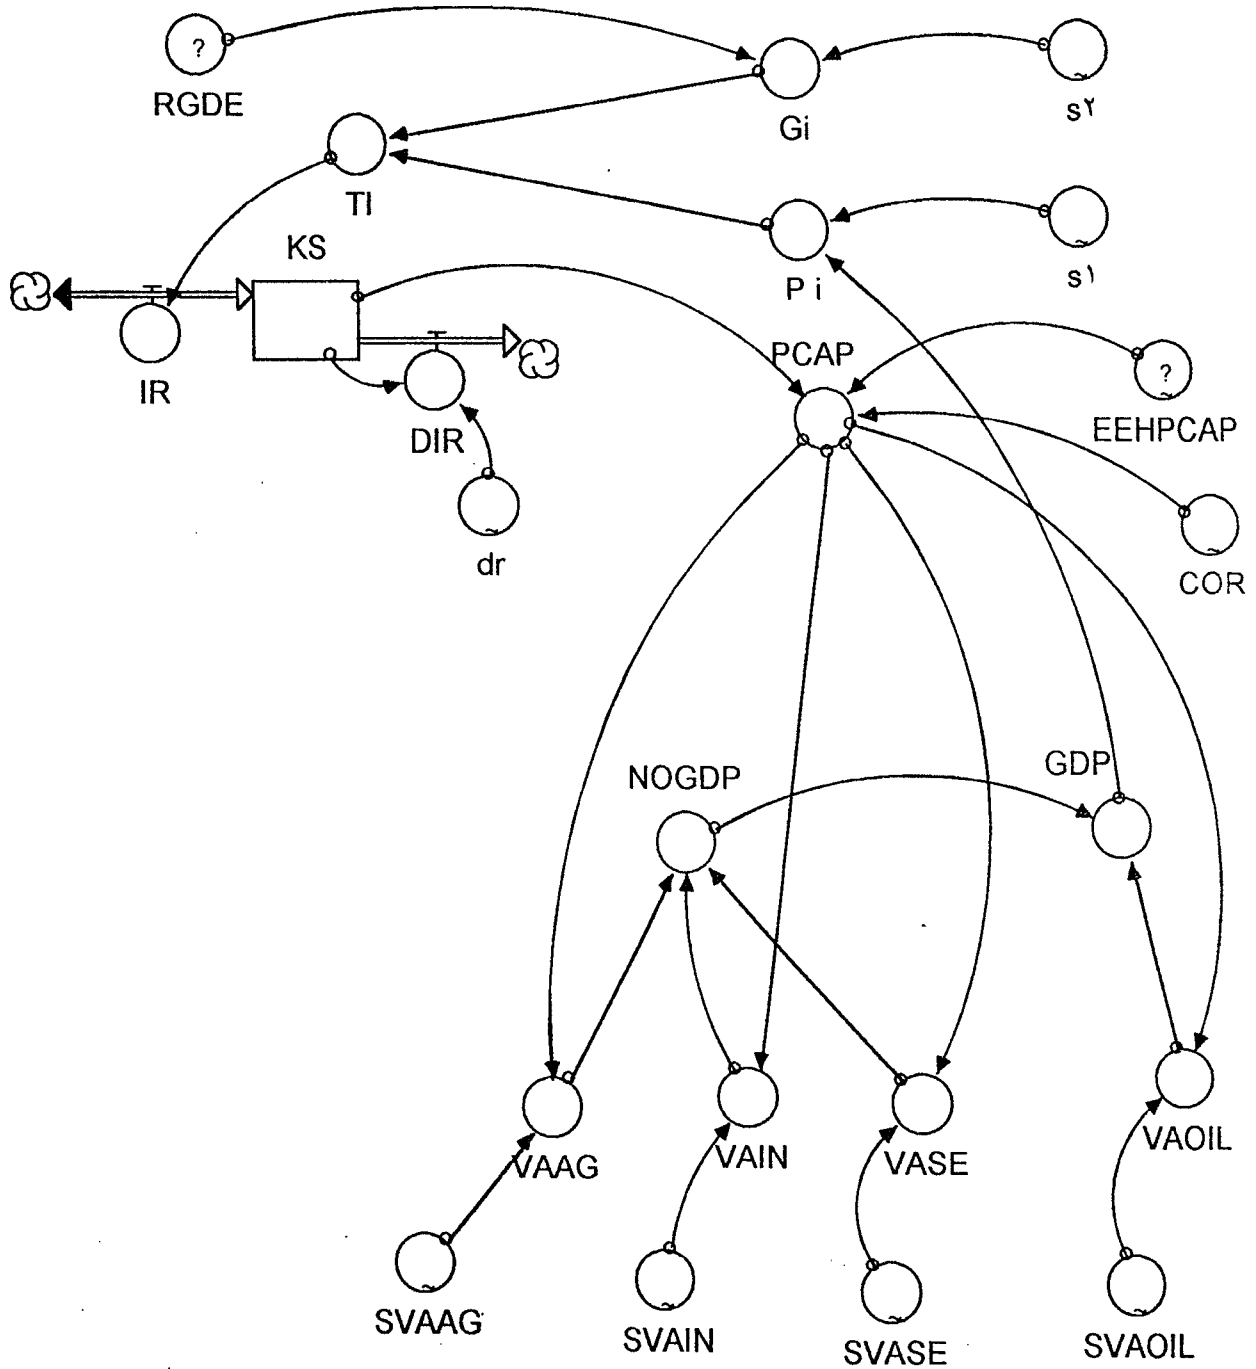 ?
RGDE
Gi
~
s۲
TI
KS
P i
~
s۱
IR
DIR
PCAP
?
~
EEHPCAP
~
dr
~
COR
NOGDP
GDP
VAAG
VAIN
VASE
VAOIL
~
SVAAG
~
SVAIN
~
SVASE
~
SVAOIL